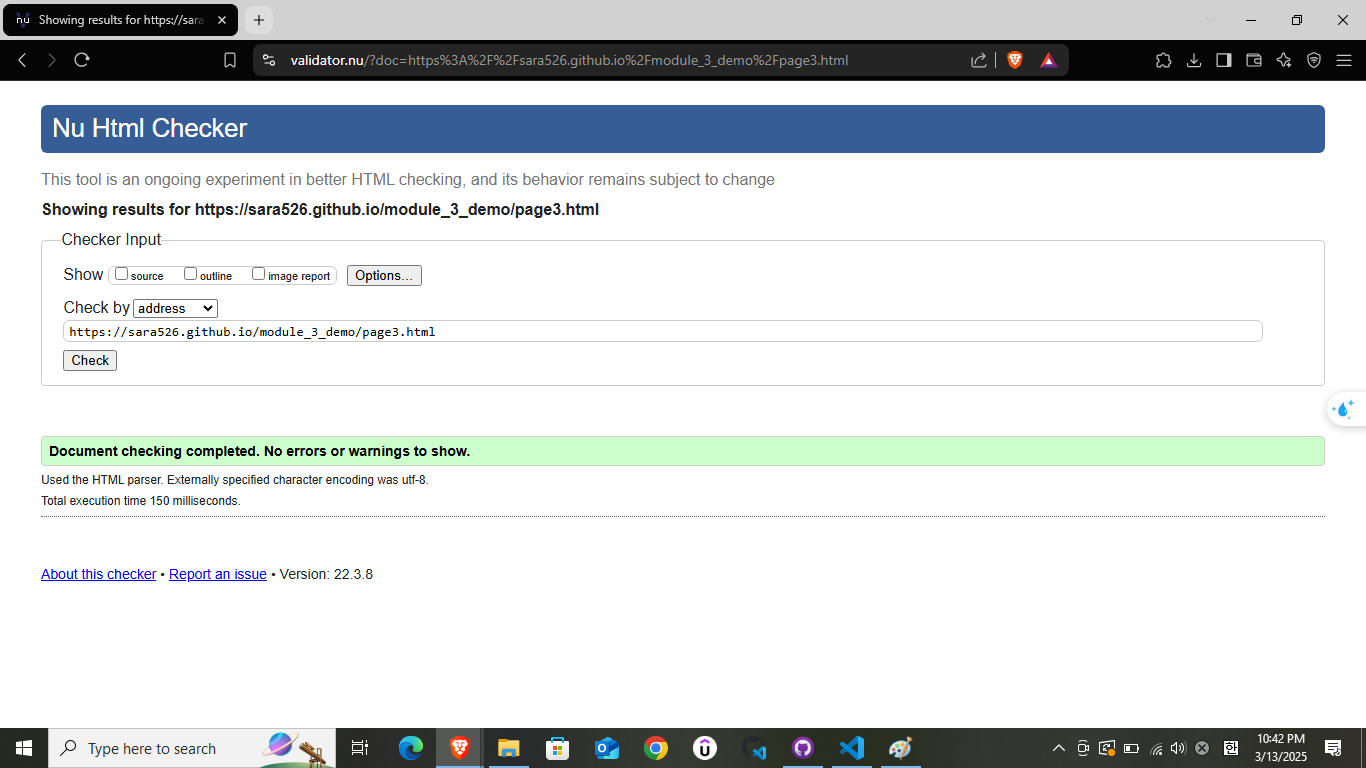 nu Showing results for https://sara
validator.nu/?doc=https%3A%2F%2Fsara526.github.io%2Fmodule_3_demo%2Fpage3.html
Nu Html Checker
This tool is an ongoing experiment in better HTML checking, and its behavior remains subject to change
Showing results for https://sara526.github.io/module_3_demo/page3.html
Checker Input
Show source outline image report Options...
Check by address
https://sara526.github.io/module_3_demo/page3.html
Check
Document checking completed. No errors or warnings to show.
Used the HTML parser. Externally specified character encoding was utf-8.
Total execution time 150 milliseconds.
About this checker • Report an issue • Version: 22.3.8
Type here to search
10:42 PM
3/13/2025